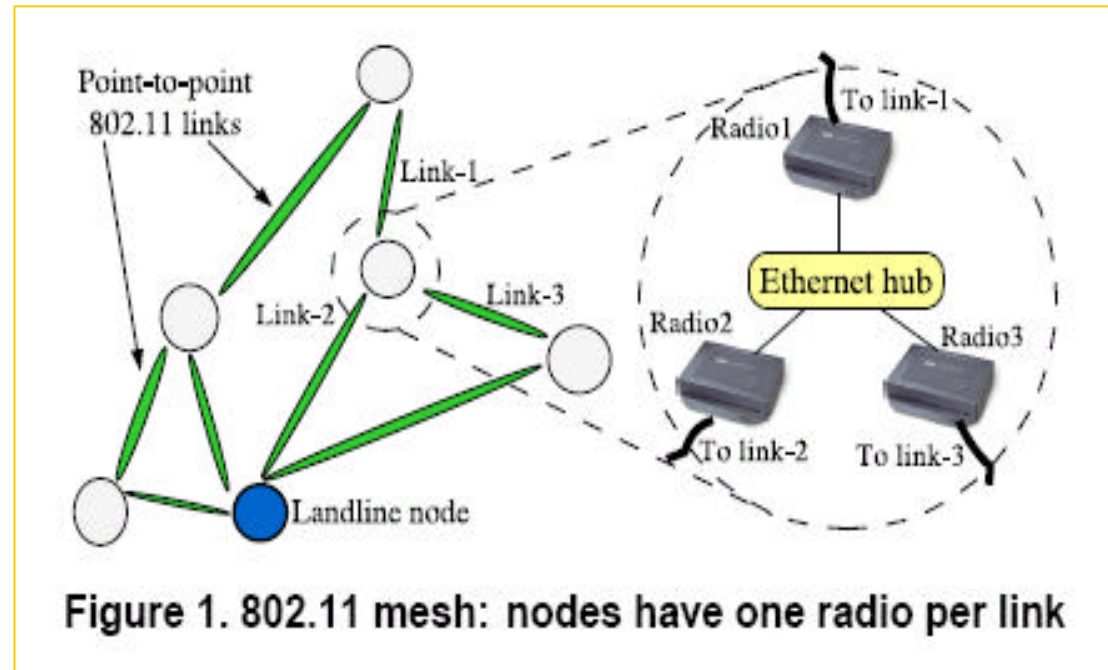 Point-to-point
802.11 links
Link-1
Link-2
Link-3
Landline node
Radio1
To link-1
Ethernet hub
Radio2
Radio3
To link-2
To link-3
Figure 1. 802.11 mesh: nodes have one radio per link